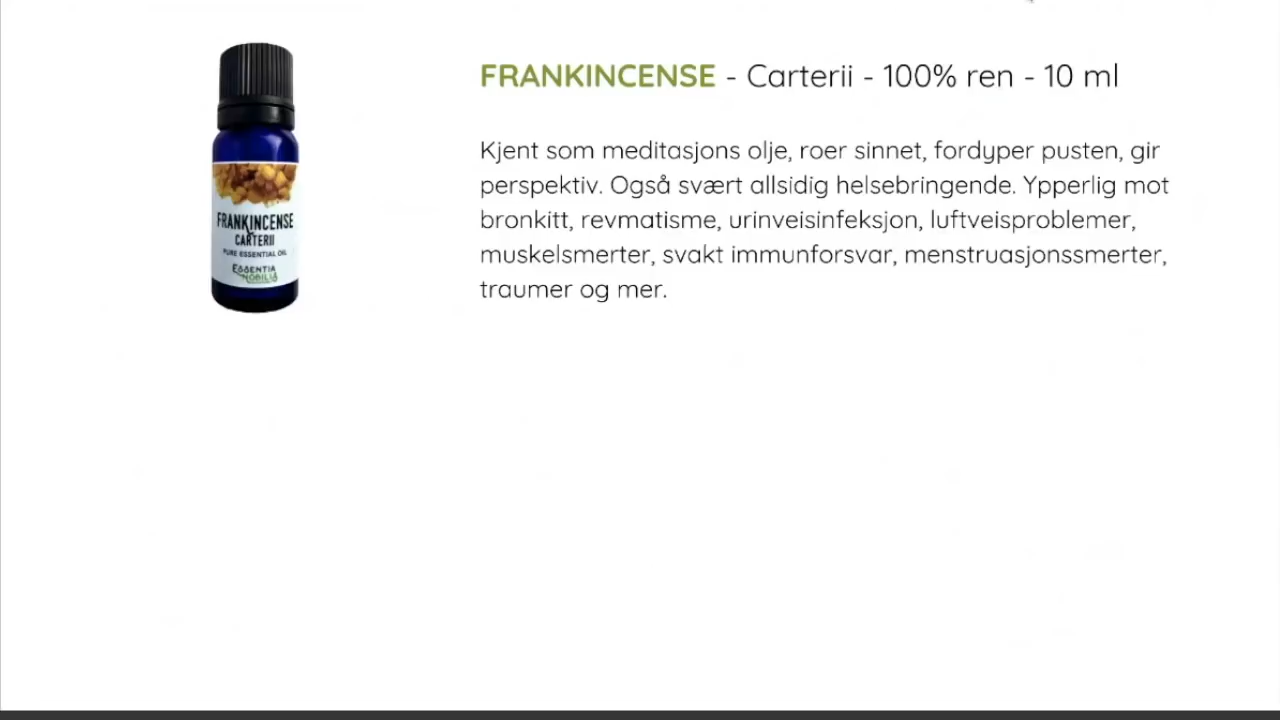 FRANKINCENSE - Carterii - 100% ren - 10 ml
Kjent som meditasjons olje, roer sinnet, fordyper pusten, gir
perspektiv. Også svært allsidig helsebringende. Ypperlig mot
bronkitt, revmatisme, urinveisinfeksjon, luftveisproblemer,
muskelsmerter, svakt immunforsvar, menstruasjonssmerter,
traumer og mer.
FRANKINCENSE
CARTERII
PURE ESSENTIAL OIL
ESSENTIA
NOBILIS